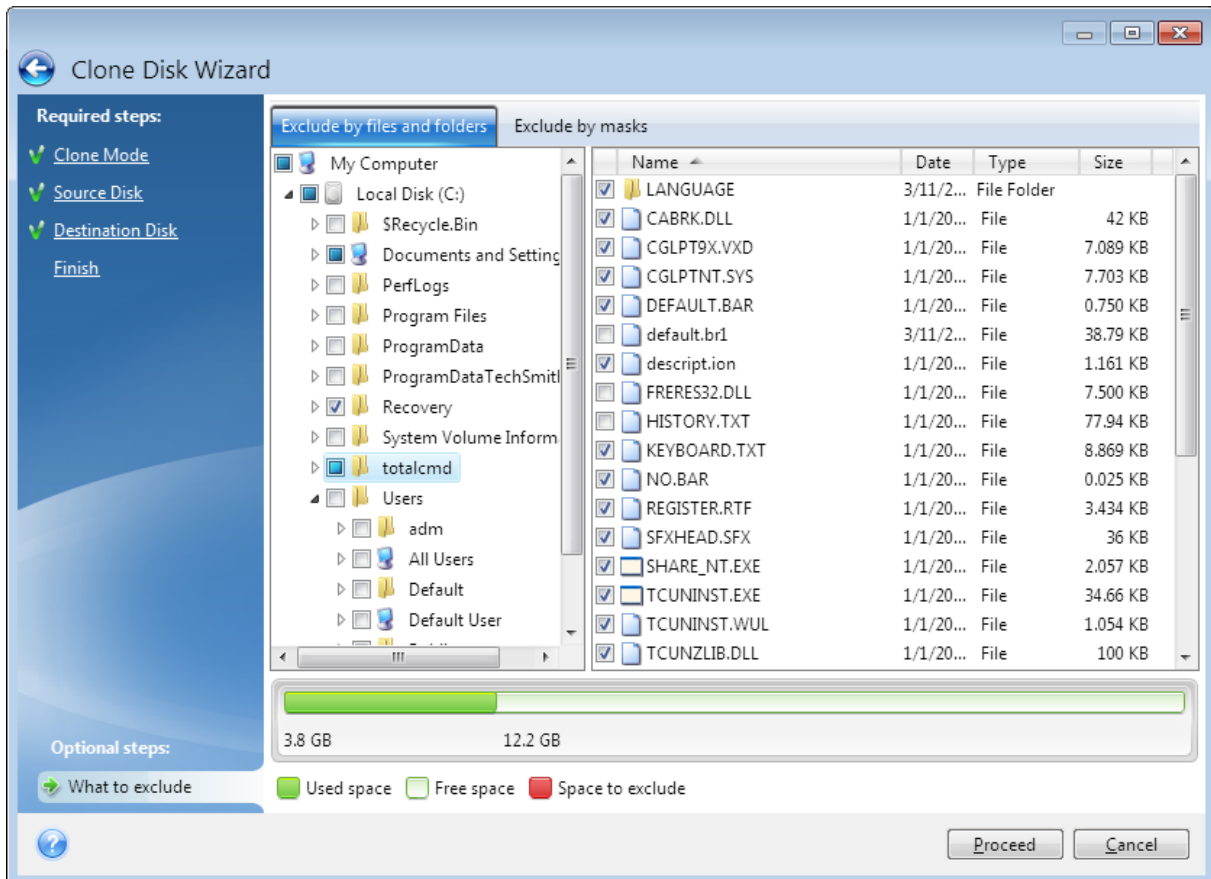 Clone Disk Wizard
Required steps:
Clone Mode
Source Disk
Destination Disk
Finish
Optional steps:
What to exclude
Exclude by files and folders Exclude by masks
My Computer
Local Disk (C:)
$Recycle.Bin
Documents and Setting
PerfLogs
Program Files
ProgramData
ProgramDataTechSmitl
Recovery
System Volume Inform
totalcmd
Users
adm
All Users
Default
Default User
Name Date Type Size
LANGUAGE 3/11/2... File Folder
CABRK.DLL 1/1/20... File 42 KB
CGLPT9X.VXD 1/1/20... File 7.089 KB
CGLPTNT.SYS 1/1/20... File 7.703 KB
DEFAULT.BAR 1/1/20... File 0.750 KB
default.br1 3/11/2... File 38.79 KB
descript.ion 1/1/20... File 1.161 KB
FRERES32.DLL 1/1/20... File 7.500 KB
HISTORY.TXT 1/1/20... File 77.94 KB
KEYBOARD.TXT 1/1/20... File 8.869 KB
NO.BAR 1/1/20... File 0.025 KB
REGISTER.RTF 1/1/20... File 3.434 KB
SFXHEAD.SFX 1/1/20... File 36 KB
SHARE_NT.EXE 1/1/20... File 2.057 KB
TCUNINST.EXE 1/1/20... File 34.66 KB
TCUNINST.WUL 1/1/20... File 1.054 KB
TCUNZLIB.DLL 1/1/20... File 100 KB
3.8 GB 12.2 GB
Used space Free space Space to exclude
? Proceed Cancel